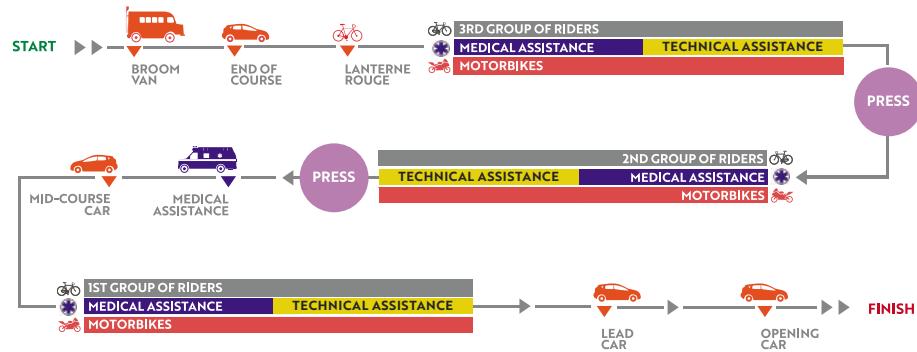 START
BROOM
VAN
END OF
COURSE
LANTERNE
ROUGE
3RD GROUP OF RIDERS
MEDICAL ASSISTANCE
TECHNICAL ASSISTANCE
MOTORBIKES
PRESS
2ND GROUP OF RIDERS
TECHNICAL ASSISTANCE
MEDICAL ASSISTANCE
MOTORBIKES
PRESS
MEDICAL
ASSISTANCE
MID-COURSE
CAR
1ST GROUP OF RIDERS
MEDICAL ASSISTANCE
TECHNICAL ASSISTANCE
MOTORBIKES
LEAD
CAR
OPENING
CAR
FINISH